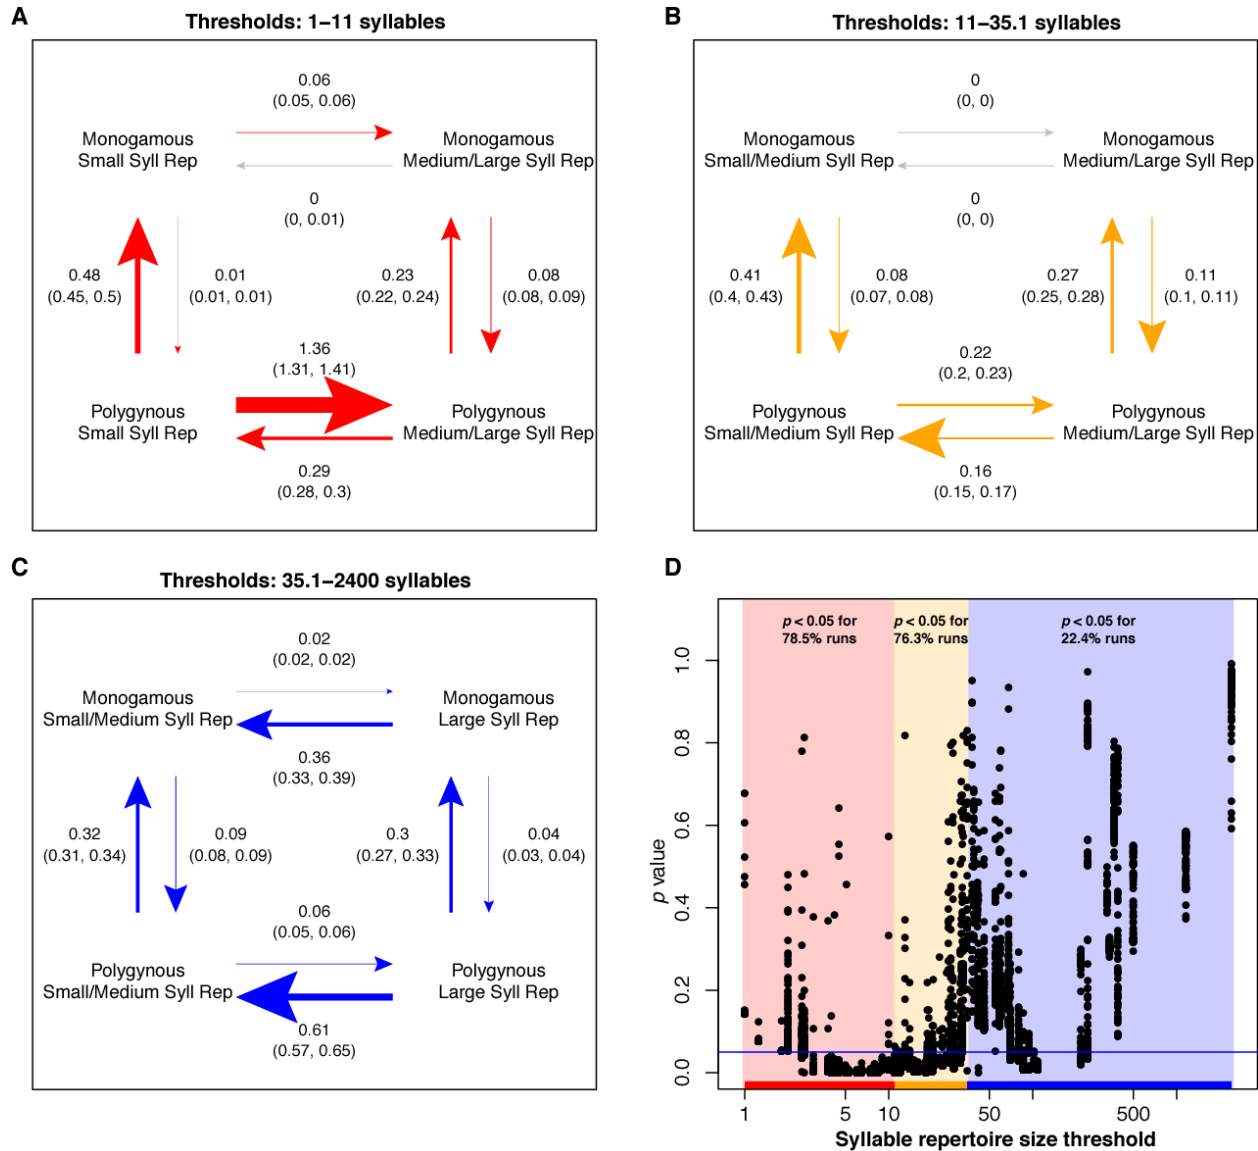 A
Thresholds: 1–11 syllables
0.06
(0.05, 0.06)
Monogamous
Small Syll Rep
Monogamous
Medium/Large Syll Rep
0
(0, 0.01)
0.48
(0.45, 0.5)
0.01
(0.01, 0.01)
0.23
(0.22, 0.24)
0.08
(0.08, 0.09)
1.36
(1.31, 1.41)
Polygynous
Small Syll Rep
Polygynous
Medium/Large Syll Rep
0.29
(0.28, 0.3)
B
Thresholds: 11–35.1 syllables
0
(0, 0)
Monogamous
Small/Medium Syll Rep
Monogamous
Medium/Large Syll Rep
0
(0, 0)
0.41
(0.4, 0.43)
0.08
(0.07, 0.08)
0.27
(0.25, 0.28)
0.11
(0.1, 0.11)
0.22
(0.2, 0.23)
Polygynous
Small/Medium Syll Rep
Polygynous
Medium/Large Syll Rep
0.16
(0.15, 0.17)
C
Thresholds: 35.1–2400 syllables
0.02
(0.02, 0.02)
Monogamous
Small/Medium Syll Rep
Monogamous
Large Syll Rep
0.36
(0.33, 0.39)
0.32
(0.31, 0.34)
0.09
(0.08, 0.09)
0.3
(0.27, 0.33)
0.04
(0.03, 0.04)
0.06
(0.05, 0.06)
Polygynous
Small/Medium Syll Rep
Polygynous
Large Syll Rep
0.61
(0.57, 0.65)
D
p < 0.05 for
78.5% runs
p < 0.05 for
76.3% runs
p < 0.05 for
22.4% runs
p value
1.0
0.8
0.6
0.4
0.2
0.0
1
5
10
50
500
Syllable repertoire size threshold